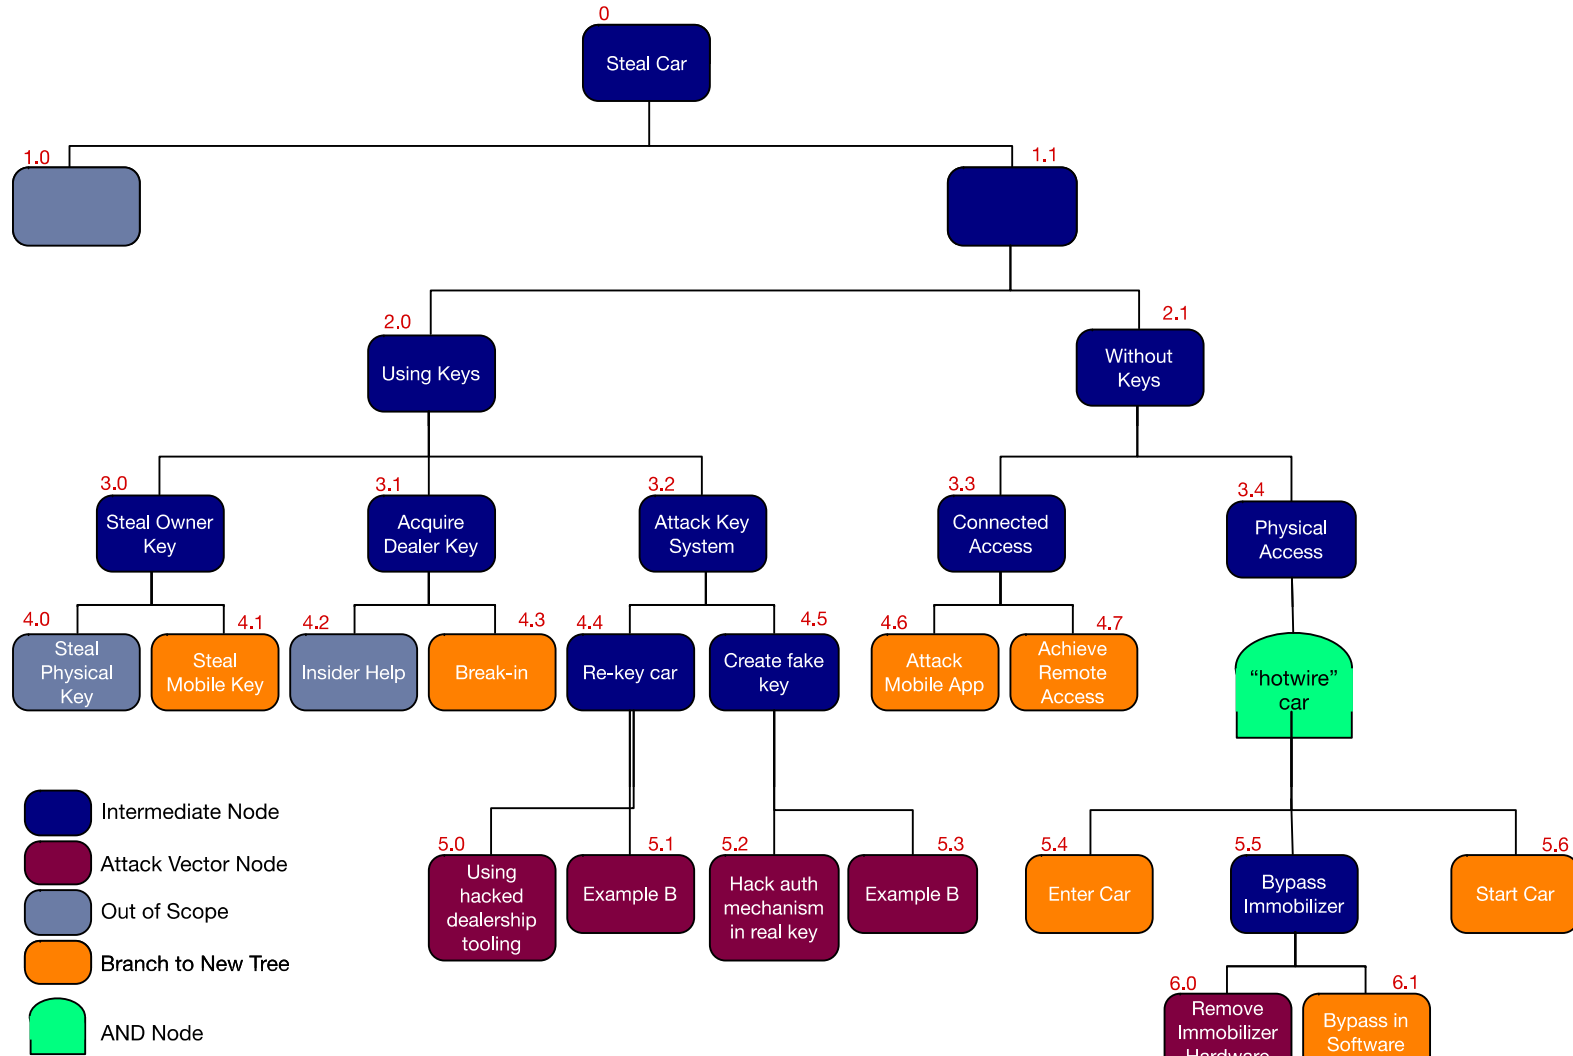 0
Steal Car
1.0
1.1
2.0
Using Keys
2.1
Without
Keys
3.0
Steal Owner
Key
3.1
Acquire
Dealer Key
3.2
Attack Key
System
3.3
Connected
Access
3.4
Physical
Access
4.0
Steal
Physical
Key
4.1
Steal
Mobile Key
4.2
Insider Help
4.3
Break-in
4.4
Re-key car
4.5
Create fake
key
4.6
Attack
Mobile App
4.7
Achieve
Remote
Access
“hotwire”
car
5.0
Using
hacked
dealership
tooling
5.1
Example B
5.2
Hack auth
mechanism
in real key
5.3
Example B
5.4
Enter Car
5.5
Bypass
Immobilizer
5.6
Start Car
6.0
Remove
Immobilizer
Hardware
6.1
Bypass in
Software
Intermediate Node
Attack Vector Node
Out of Scope
Branch to New Tree
AND Node